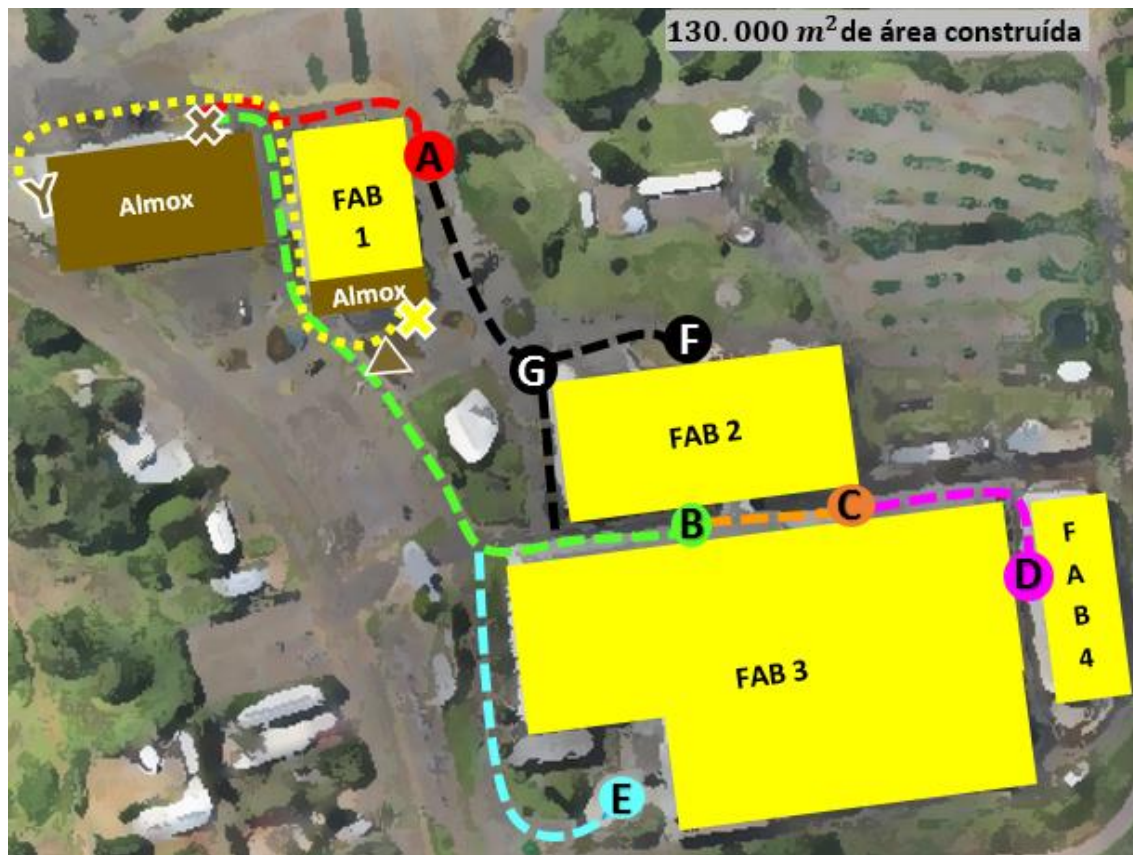 130.000 m² de área construída
X
A
Y
Almox
FAB
1
Almox
X
G
F
FAB 2
B
C
D
F
A
B
4
FAB 3
E